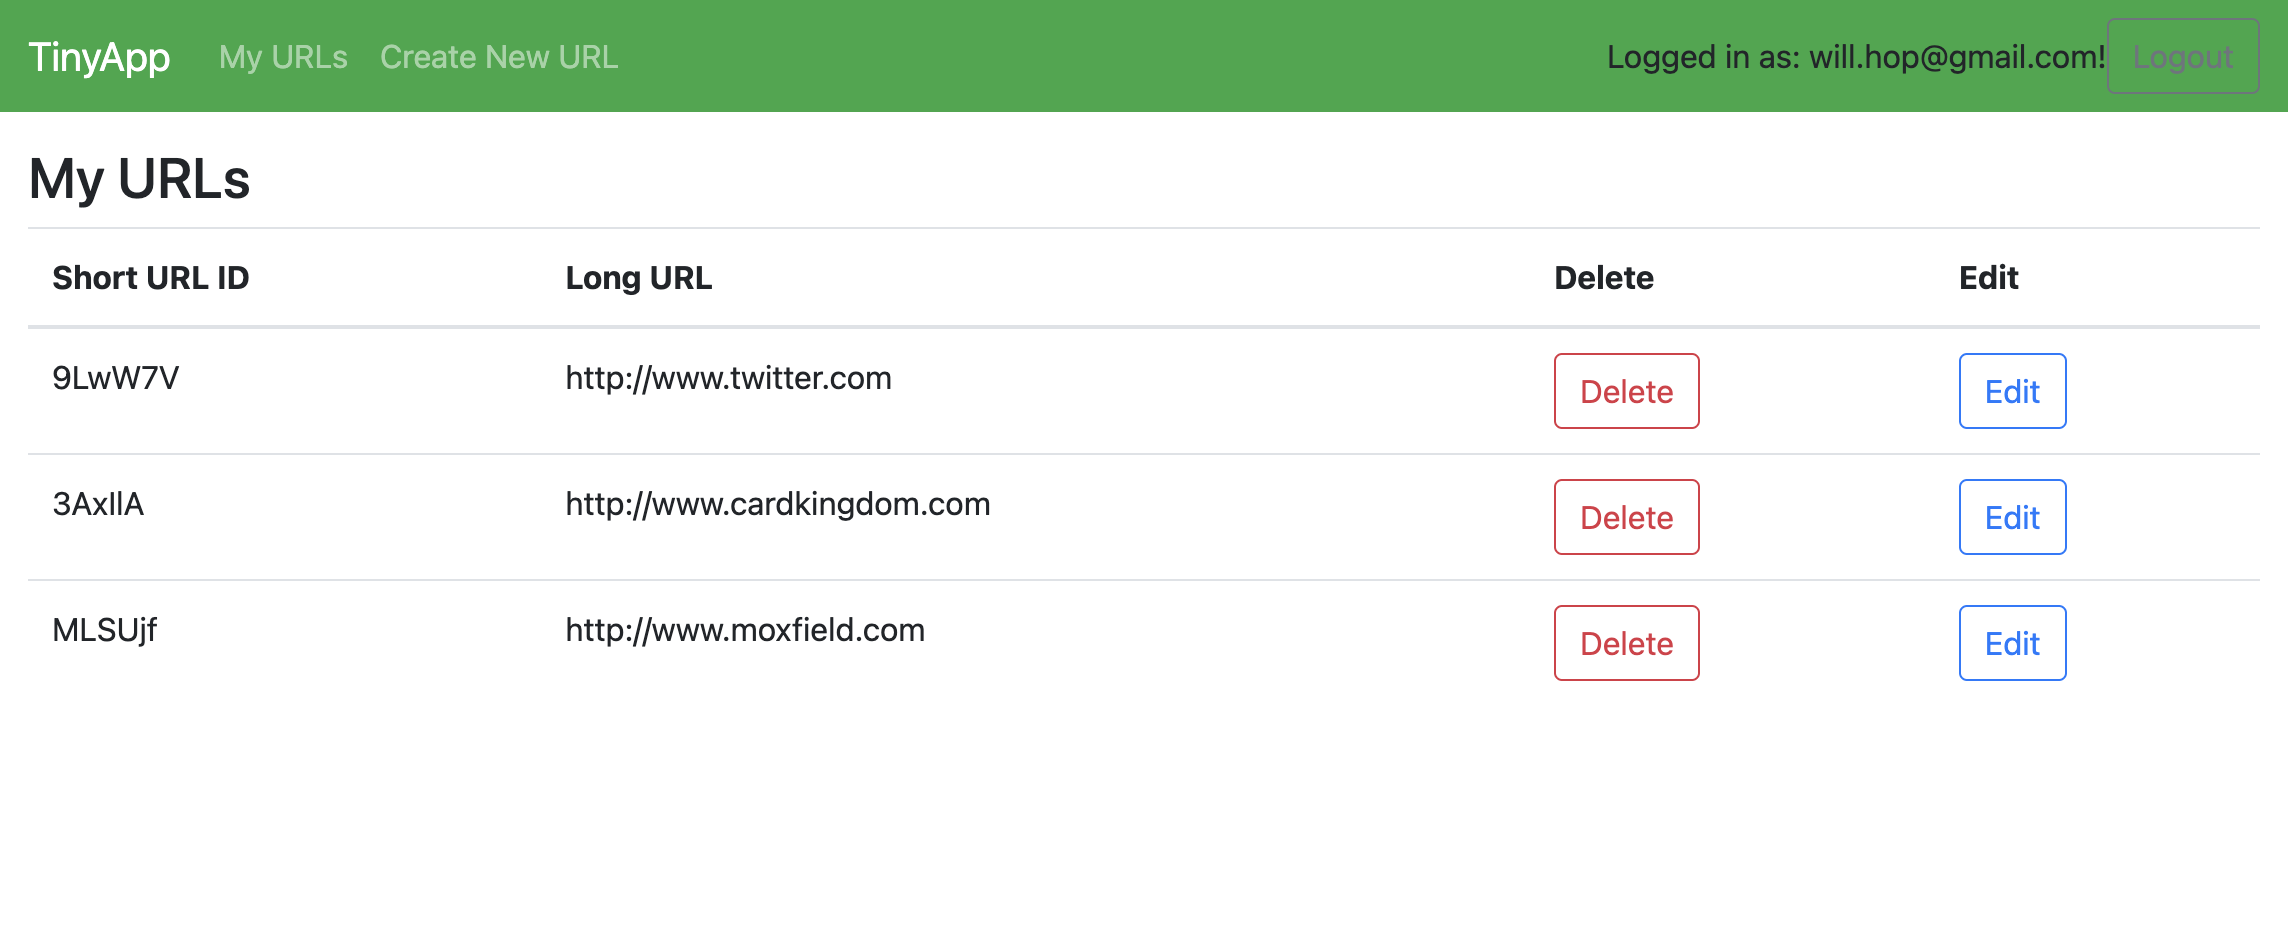 TinyApp My URLs Create New URL Logged in as: will.hop@gmail.com! Logout
My URLs
Short URL ID Long URL Delete Edit
9LwW7V http://www.twitter.com Delete Edit
3AxIlA http://www.cardkingdom.com Delete Edit
MLSUjf http://www.moxfield.com Delete Edit